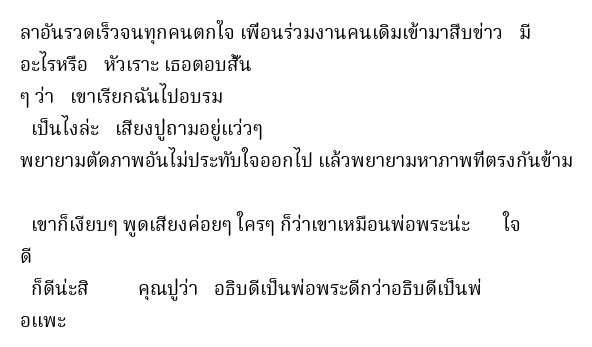 ลาอันรวดเร็วจนทุกคนตกใจ เพื่อนร่วมงานคนเดิมเข้ามาสืบข่าว   มี
อะไรหรือ   หัวเราะ เธอตอบสั้น
ๆ ว่า   เขาเรียกฉันไปอบรม
  เป็นไงล่ะ   เสียงปูถามอยู่แว่วๆ
พยายามตัดภาพอันไม่ประทับใจออกไป แล้วพยายามหาภาพที่ตรงกันข้าม
  เขาก็เงียบๆ พูดเสียงค่อยๆ ใครๆ ก็ว่าเขาเหมือนพ่อพระน่ะ      ใจ
ดี
  ก็ดีน่ะสิ         คุณปูว่า   อธิบดีเป็นพ่อพระดีกว่าอธิบดีเป็นพ่
อแพะ